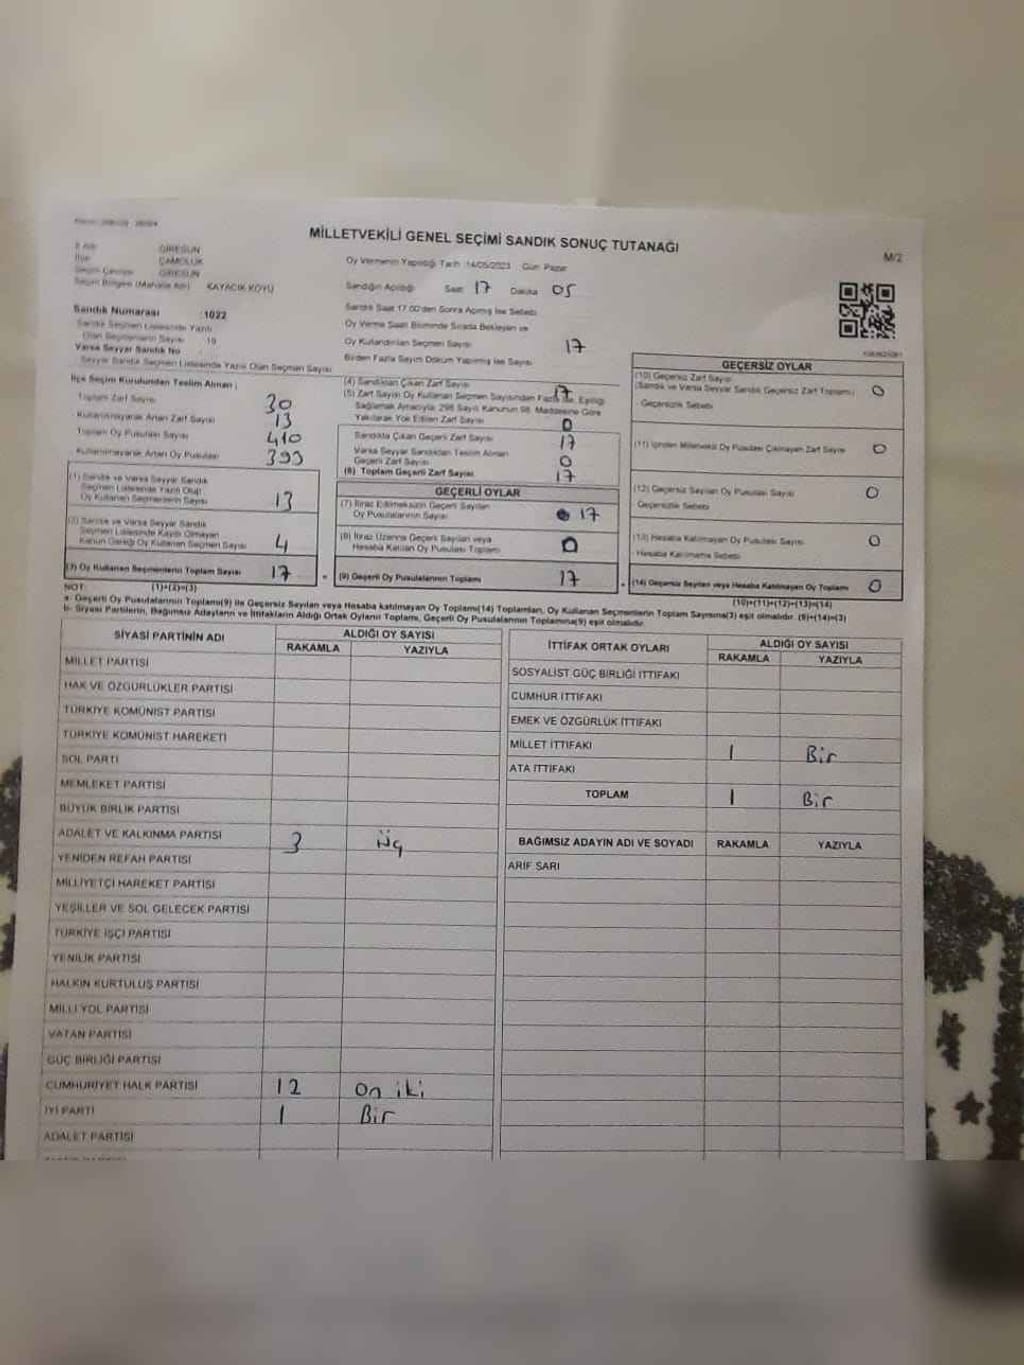 MİLLETVEKİLİ GENEL SEÇİMİ SANDIK SONUÇ TUTANAĞI
M/2
İl Adı GİRESUN
İlçe ÇAMOLUK
Seçim Çevresi GİRESUN
Seçim Bölgesi (Mahalle Adı) KAYACIK KÖYÜ
Oy Vermenin Yapıldığı Tarih 14/05/2023 Gün Pazar
Sandığın Açıldığı Saat 17 Dakika 05
Sandık Saat 17.00'den Sonra Açılmış İse Sebebi
Oy Verme Saati Bitiminde Sırada Bekleyen ve
Oy Kullandırılan Seçmen Sayısı 17
Birden Fazla Sayım Döküm Yapılmış İse Sayısı
Sandık Numarası : 1022
Sandık Seçmen Listesinde Yazılı
Olan Seçmenlerin Sayısı
Varsa Seyyar Sandık No
Seyyar Sandık Seçmen Listesinde Yazılı Olan Seçmen Sayısı
İlçe Seçim Kurulundan Teslim Alınan ;
Toplam Zarf Sayısı 30
Kullanılmayarak Artan Zarf Sayısı 13
Toplam Oy Pusulası Sayısı 410
Kullanılmayarak Artan Oy Pusulası 393
(1) Sandık ve Varsa Seyyar Sandık
Seçmen Listesinde Yazılı Olup
Oy Kullanan Seçmenlerin Sayısı 13
(2) Sandık ve Varsa Seyyar Sandık
Seçmen Listesinde Kayıtlı Olmayan
Kanun Gereği Oy Kullanan Seçmen Sayısı 4
(3) Oy Kullanan Seçmenlerin Toplam Sayısı 17
(1)+(2)=(3)
(4) Sandıktan Çıkan Zarf Sayısı 17
(5) Zarf Sayısı Oy Kullanan Seçmen Sayısından Fazla ise, Eşitliği
Sağlamak Amacıyla; 298 Sayılı Kanunun 98. Maddesine Göre
Yakılarak Yok Edilen Zarf Sayısı 0
Sandıkta Çıkan Geçerli Zarf Sayısı 17
Varsa Seyyar Sandıktan Teslim Alınan
Geçerli Zarf Sayısı 0
(6) Toplam Geçerli Zarf Sayısı 17
GEÇERLİ OYLAR
(7) İtiraz Edilmeksizin Geçerli Sayılan
Oy Pusulalarının Sayısı 17
(8) İtiraz Üzerine Geçerli Sayılan veya
Hesaba Katılan Oy Pusulası Toplamı 0
(9) Geçerli Oy Pusulalarının Toplamı 17
GEÇERSİZ OYLAR
(10) Geçersiz Zarf Sayısı
(Sandık ve Varsa Seyyar Sandık Geçersiz Zarf Toplamı) 0
Geçersizlik Sebebi
(11) İçinden Milletvekili Oy Pusulası Çıkmayan Zarf Sayısı 0
(12) Geçersiz Sayılan Oy Pusulası Sayısı 0
Geçersizlik Sebebi
(13) Hesaba Katılmayan Oy Pusulası Sayısı 0
Hesaba Katılmama Sebebi
(14) Geçersiz Sayılan veya Hesaba Katılmayan Oy Toplamı 0
(10)+(11)+(12)+(13)=(14)
NOT:
a- Geçerli Oy Pusulalarının Toplamı(9) ile Geçersiz Sayılan veya Hesaba katılmayan Oy Toplamı(14) Toplamları, Oy Kullanan Seçmenlerin Toplam Sayısına(3) eşit olmalıdır. (9)+(14)=(3)
b- Siyasi Partilerin, Bağımsız Adayların ve İttifakların Aldığı Ortak Oyların Toplamı, Geçerli Oy Pusulalarının Toplamına(9) eşit olmalıdır.
SİYASİ PARTİNİN ADI ALDIĞI OY SAYISI
RAKAMLA YAZIYLA
MİLLET PARTİSİ
HAK VE ÖZGÜRLÜKLER PARTİSİ
TÜRKİYE KOMÜNİST PARTİSİ
TÜRKİYE KOMÜNİST HAREKETİ
SOL PARTİ
MEMLEKET PARTİSİ
BÜYÜK BİRLİK PARTİSİ
ADALET VE KALKINMA PARTİSİ 3 üç
YENİDEN REFAH PARTİSİ
MİLLİYETÇİ HAREKET PARTİSİ
YEŞİLLER VE SOL GELECEK PARTİSİ
TÜRKİYE İŞÇİ PARTİSİ
YENİLİK PARTİSİ
HALKIN KURTULUŞ PARTİSİ
MİLLİ YOL PARTİSİ
VATAN PARTİSİ
GÜÇ BİRLİĞİ PARTİSİ
CUMHURİYET HALK PARTİSİ 12 on iki
İYİ PARTİ 1 Bir
ADALET PARTİSİ
İTTİFAK ORTAK OYLARI ALDIĞI OY SAYISI
RAKAMLA YAZIYLA
SOSYALİST GÜÇ BİRLİĞİ İTTİFAKI
CUMHUR İTTİFAKI
EMEK VE ÖZGÜRLÜK İTTİFAKI
MİLLET İTTİFAKI 1 Bir
ATA İTTİFAKI
TOPLAM 1 Bir
BAĞIMSIZ ADAYIN ADI VE SOYADI RAKAMLA YAZIYLA
ARİF SARI